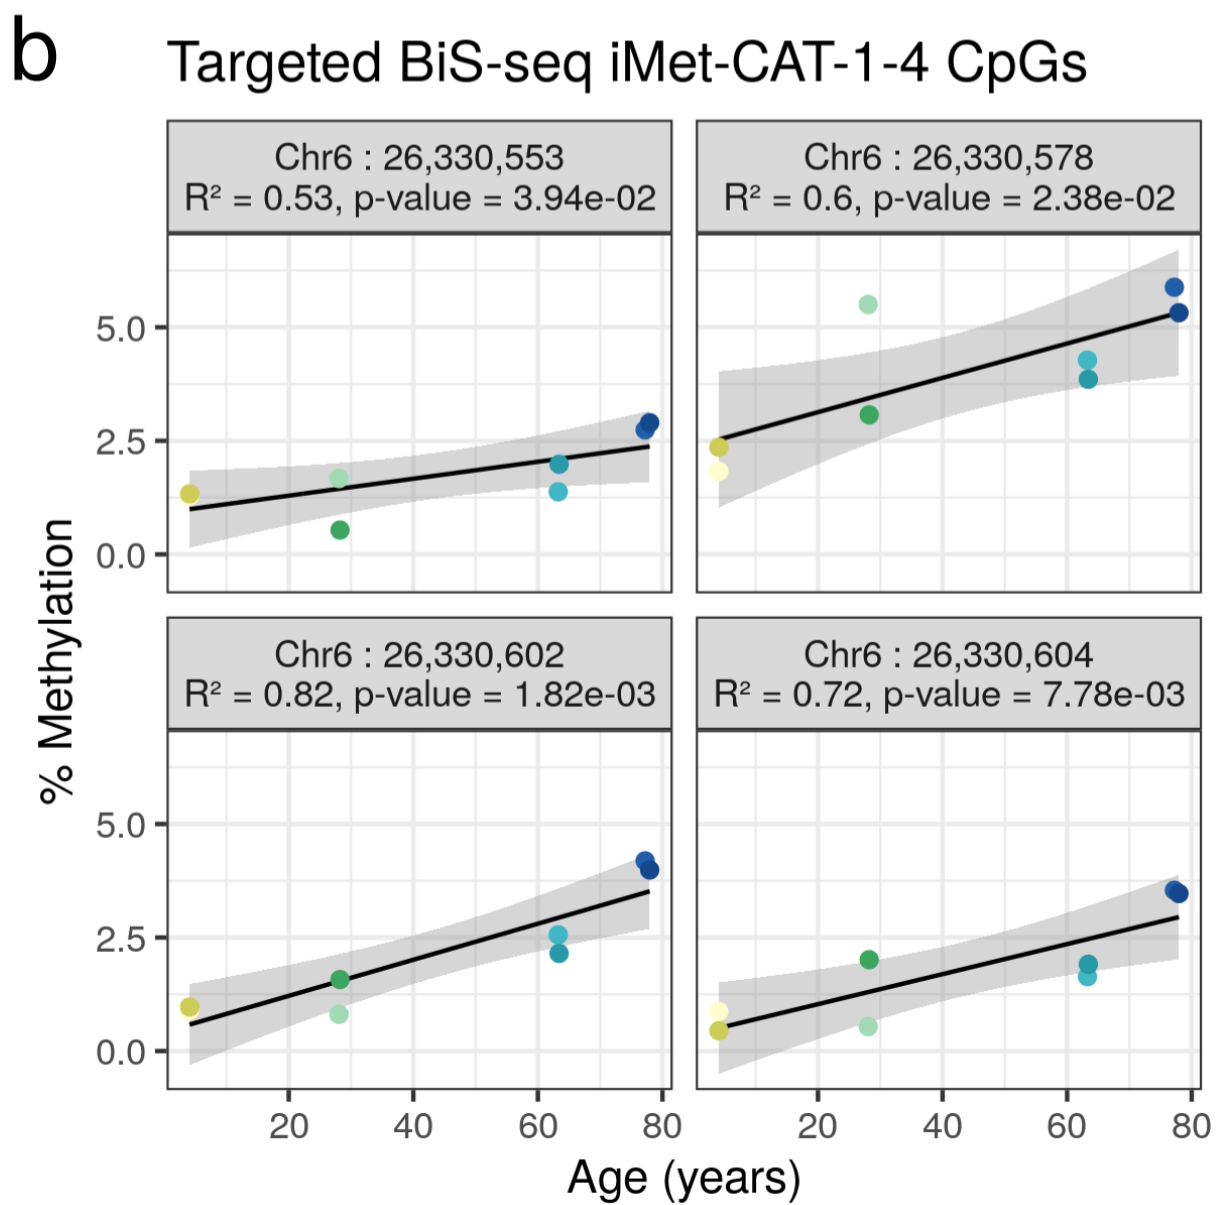 b
Targeted BiS-seq iMet-CAT-1-4 CpGs
Chr6 : 26,330,553
R² = 0.53, p-value = 3.94e-02
Chr6 : 26,330,578
R² = 0.6, p-value = 2.38e-02
5.0
2.5
0.0
% Methylation
Chr6 : 26,330,602
R² = 0.82, p-value = 1.82e-03
Chr6 : 26,330,604
R² = 0.72, p-value = 7.78e-03
5.0
2.5
0.0
20 40 60 80
20 40 60 80
Age (years)